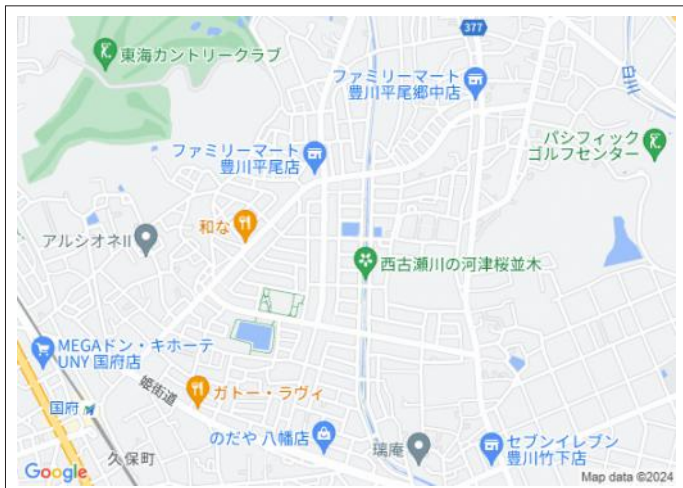 377
東海カントリークラブ
白川
ファミリーマート
豊川平尾郷中店
パシフィック
ゴルフセンター
ファミリーマート
豊川平尾店
和な
アルシオネII
西古瀬川の河津桜並木
MEGAドン・キホーテ
UNY 国府店
姫街道
ガトー・ラヴィ
国府
のだや 八幡店
璃庵
セブンイレブン
豊川竹下店
久保町
Google
Map data ©2024